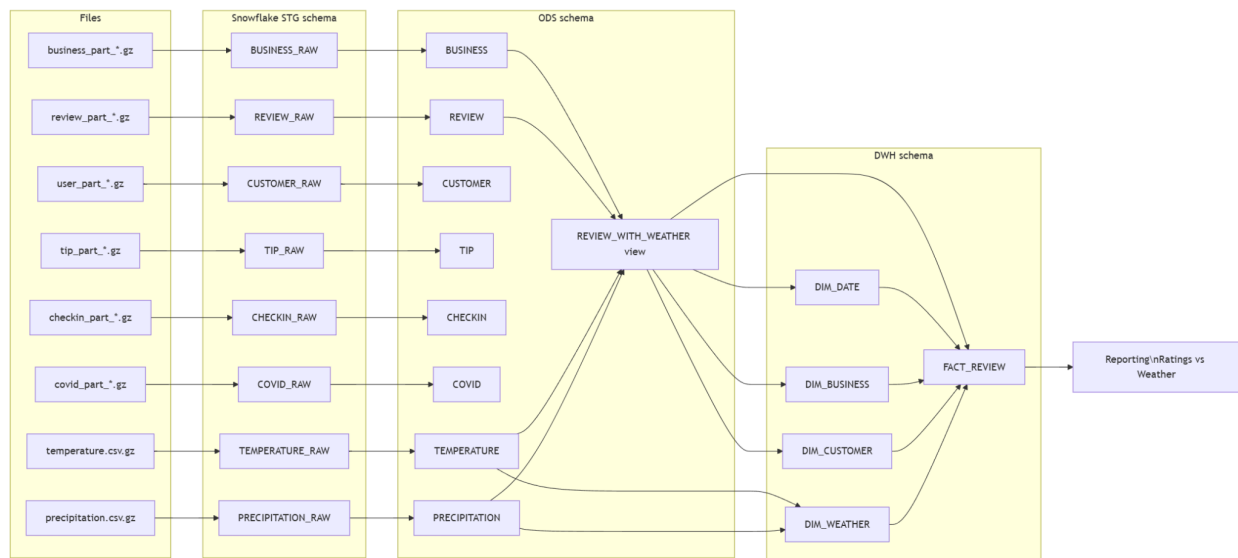 Files
Snowflake STG schema
ODS schema
business_part_*.gz
BUSINESS_RAW
BUSINESS
review_part_*.gz
REVIEW_RAW
REVIEW
DWH schema
user_part_*.gz
CUSTOMER_RAW
CUSTOMER
REVIEW_WITH_WEATHER
view
tip_part_*.gz
TIP_RAW
TIP
DIM_DATE
checkin_part_*.gz
CHECKIN_RAW
CHECKIN
FACT_REVIEW
Reporting\nRatings vs
Weather
covid_part_*.gz
COVID_RAW
COVID
DIM_BUSINESS
temperature.csv.gz
TEMPERATURE_RAW
TEMPERATURE
DIM_CUSTOMER
precipitation.csv.gz
PRECIPITATION_RAW
PRECIPITATION
DIM_WEATHER